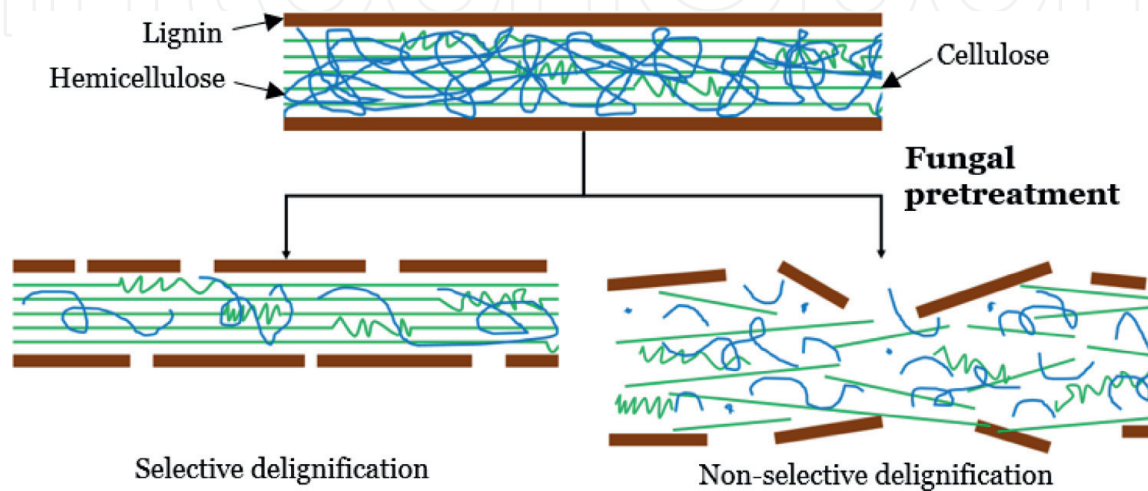 Lignin
Hemicellulose
Cellulose
Fungal
pretreatment
Selective delignification
Non-selective delignification